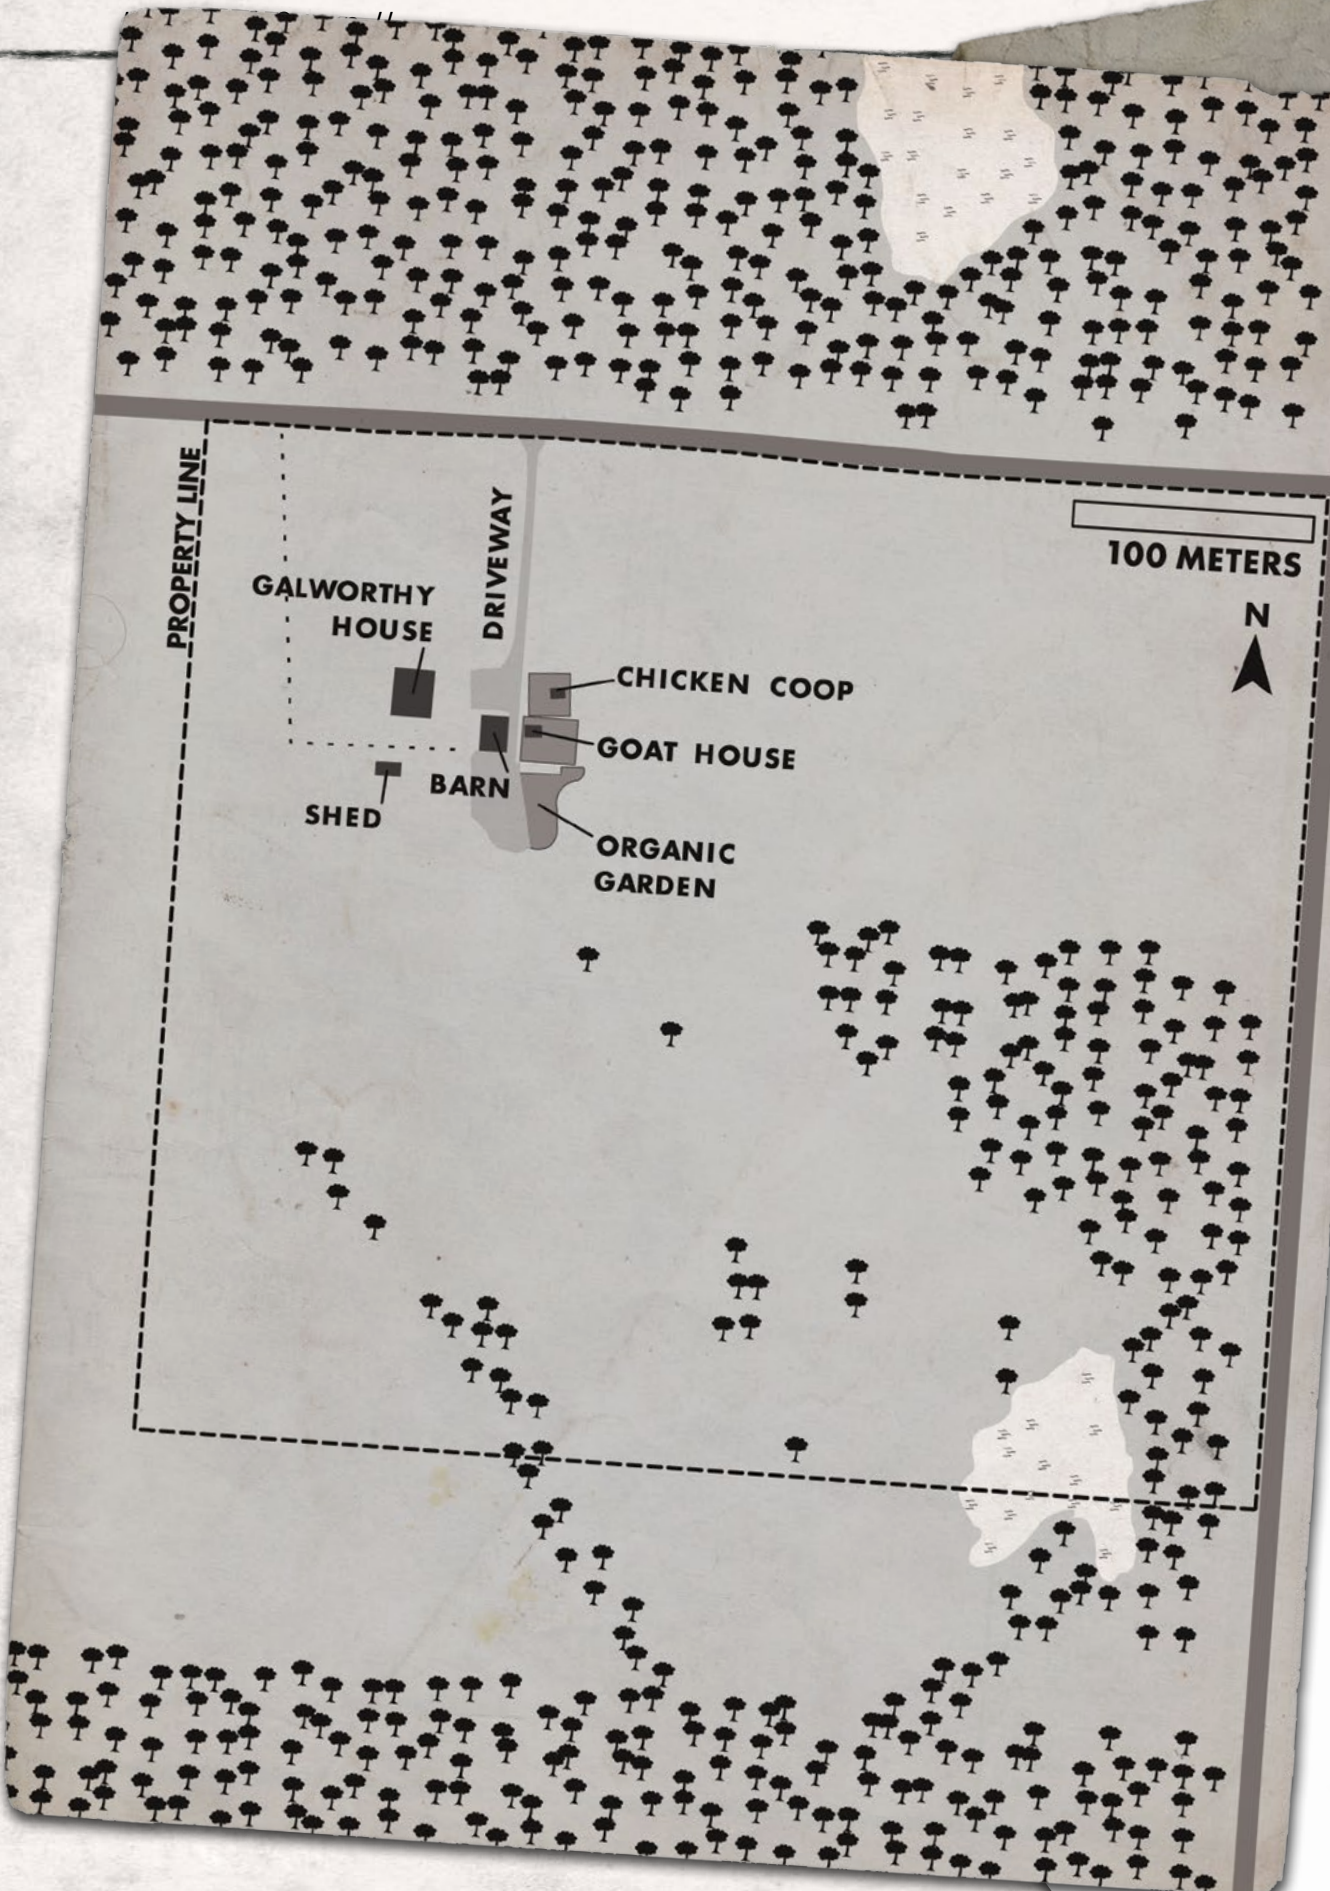 PROPERTY LINE
DRIVEWAY
100 METERS
N
GALWORTHY
HOUSE
CHICKEN COOP
GOAT HOUSE
BARN
SHED
ORGANIC
GARDEN